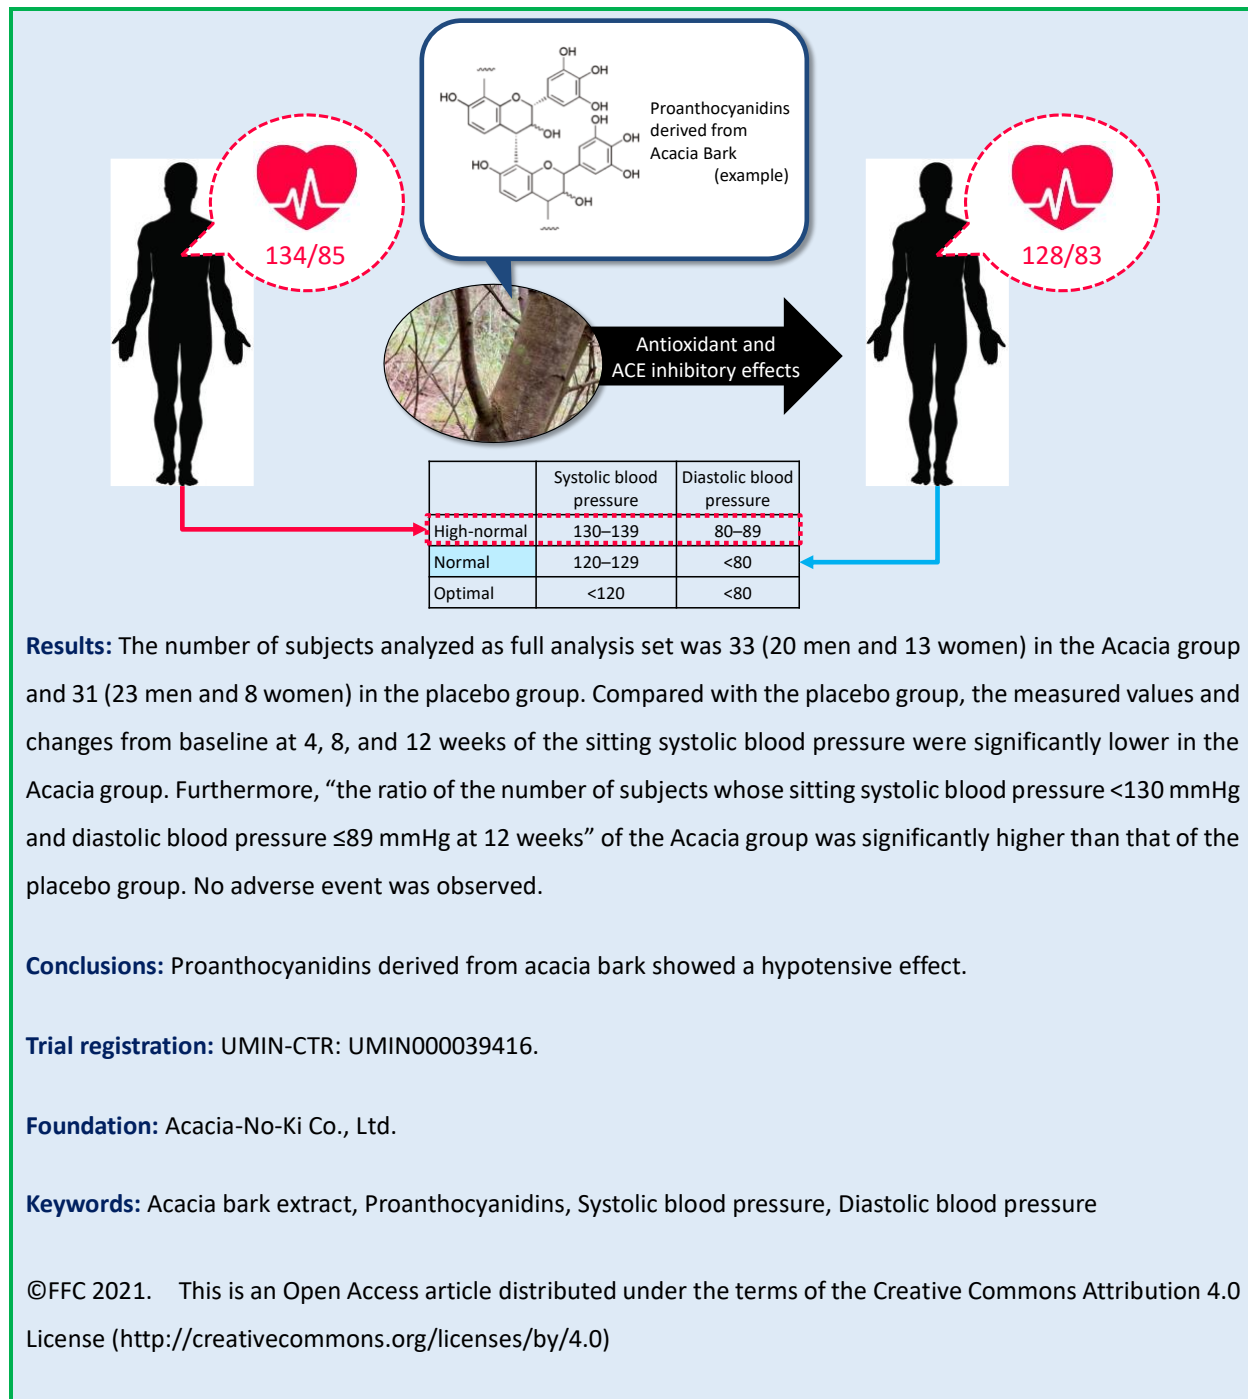 OH
OH
OH
HO
O
OH
OH
OH
OH
HO
O
OH
Proanthocyanidins
derived from
Acacia Bark
(example)
134/85
128/83
Antioxidant and
ACE inhibitory effects
Systolic blood pressure Diastolic blood pressure
High-normal 130–139 80–89
Normal 120–129 <80
Optimal <120 <80
Results: The number of subjects analyzed as full analysis set was 33 (20 men and 13 women) in the Acacia group
and 31 (23 men and 8 women) in the placebo group. Compared with the placebo group, the measured values and
changes from baseline at 4, 8, and 12 weeks of the sitting systolic blood pressure were significantly lower in the
Acacia group. Furthermore, “the ratio of the number of subjects whose sitting systolic blood pressure <130 mmHg
and diastolic blood pressure ≤89 mmHg at 12 weeks” of the Acacia group was significantly higher than that of the
placebo group. No adverse event was observed.
Conclusions: Proanthocyanidins derived from acacia bark showed a hypotensive effect.
Trial registration: UMIN-CTR: UMIN000039416.
Foundation: Acacia-No-Ki Co., Ltd.
Keywords: Acacia bark extract, Proanthocyanidins, Systolic blood pressure, Diastolic blood pressure
©FFC 2021. This is an Open Access article distributed under the terms of the Creative Commons Attribution 4.0
License (http://creativecommons.org/licenses/by/4.0)